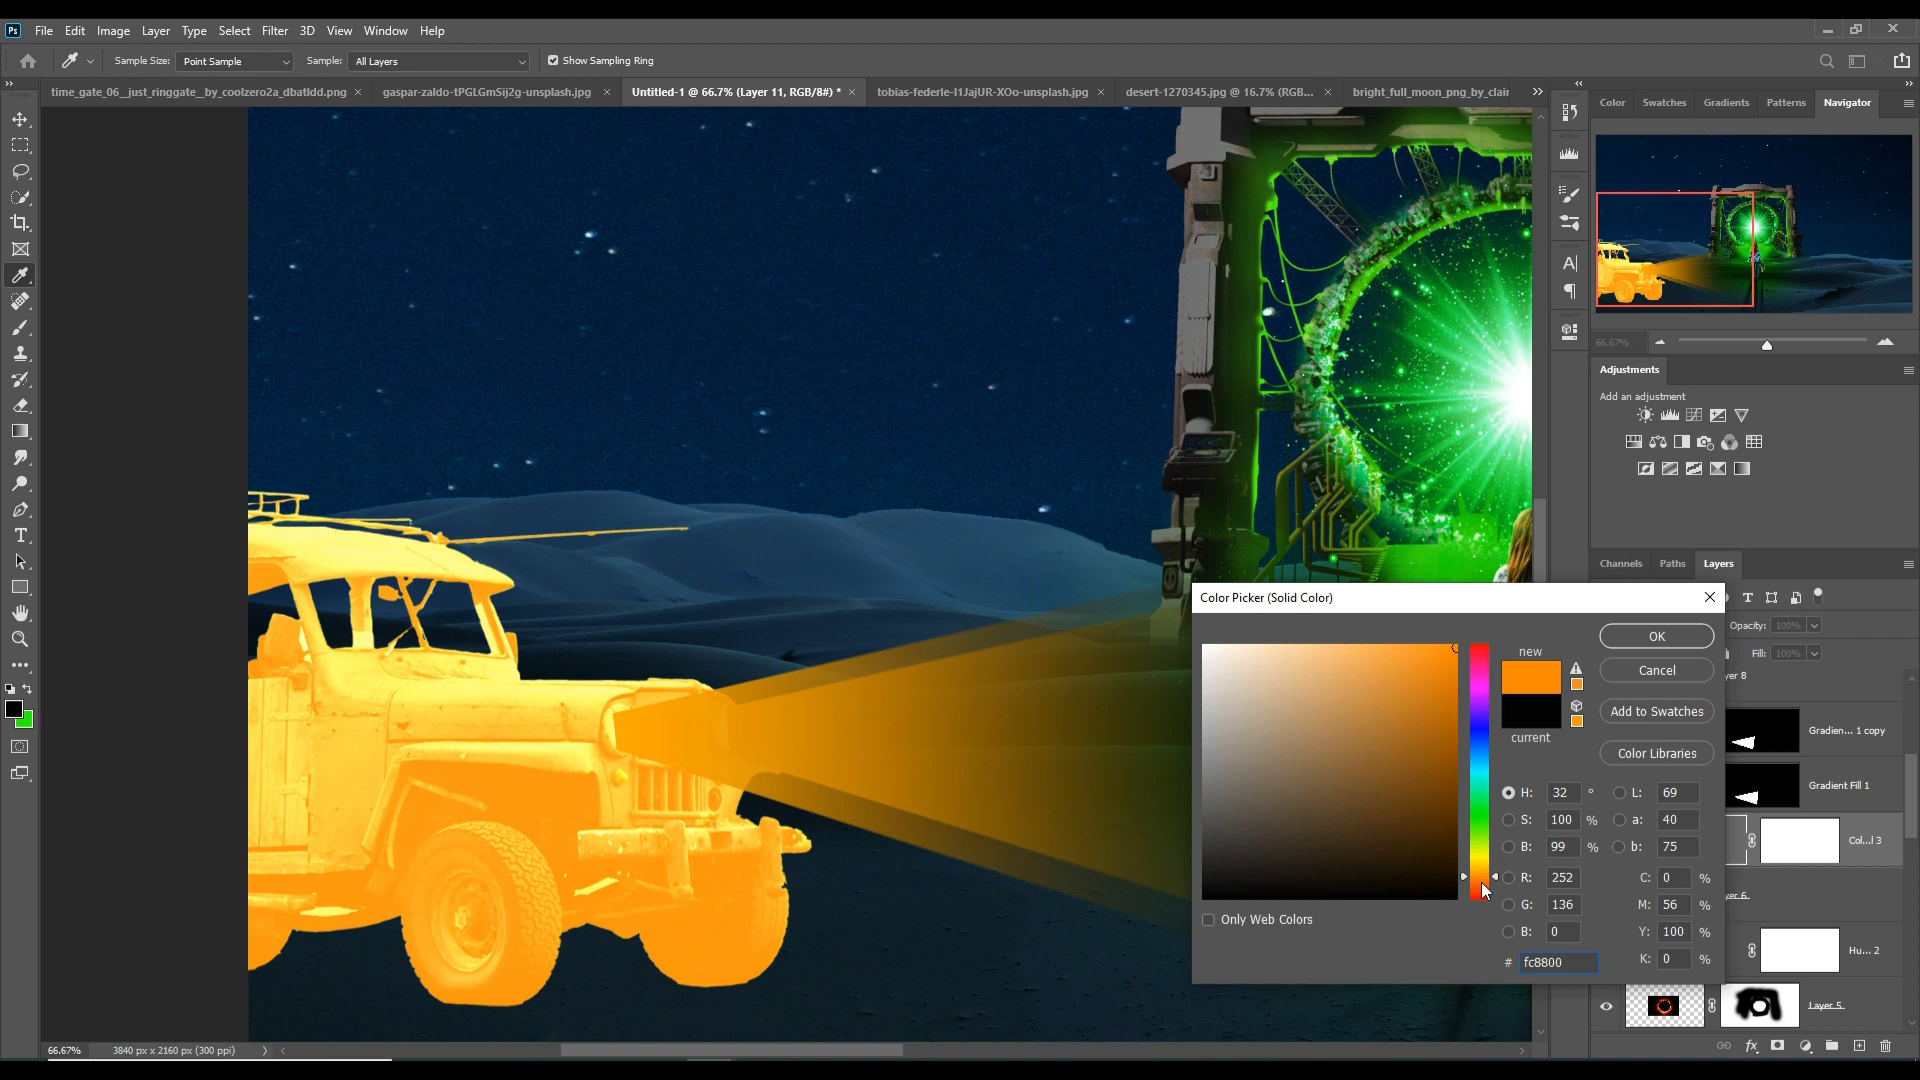 Ps File Edit Image Layer Type Select Filter 3D View Window Help
Sample Size: Point Sample Sample: All Layers Show Sampling Ring
time_gate_06__just_ringgate__by_coolzero2a_dbatldd.png × gaspar-zaldo-tPGLGmSij2g-unsplash.jpg × Untitled-1 @ 66.7% (Layer 11, RGB/8#) * × tobias-federle-I1JajUR-XOo-unsplash.jpg × desert-1270345.jpg @ 16.7% (RGB... × bright_full_moon_png_by_clair
Color Swatches Gradients Patterns Navigator
66.67%
Adjustments
Add an adjustment
Channels Paths Layers
Opacity: 100%
Fill: 100%
yer 8
Gradien... 1 copy
Gradient Fill 1
Col...l 3
yer 6
Hu... 2
Layer 5
Color Picker (Solid Color)
new
current
OK
Cancel
Add to Swatches
Color Libraries
H: 32 ° L: 69
S: 100 % a: 40
B: 99 % b: 75
R: 252 C: 0 %
G: 136 M: 56 %
B: 0 Y: 100 %
# fc8800 K: 0 %
Only Web Colors
66.67% 3840 px x 2160 px (300 ppi)